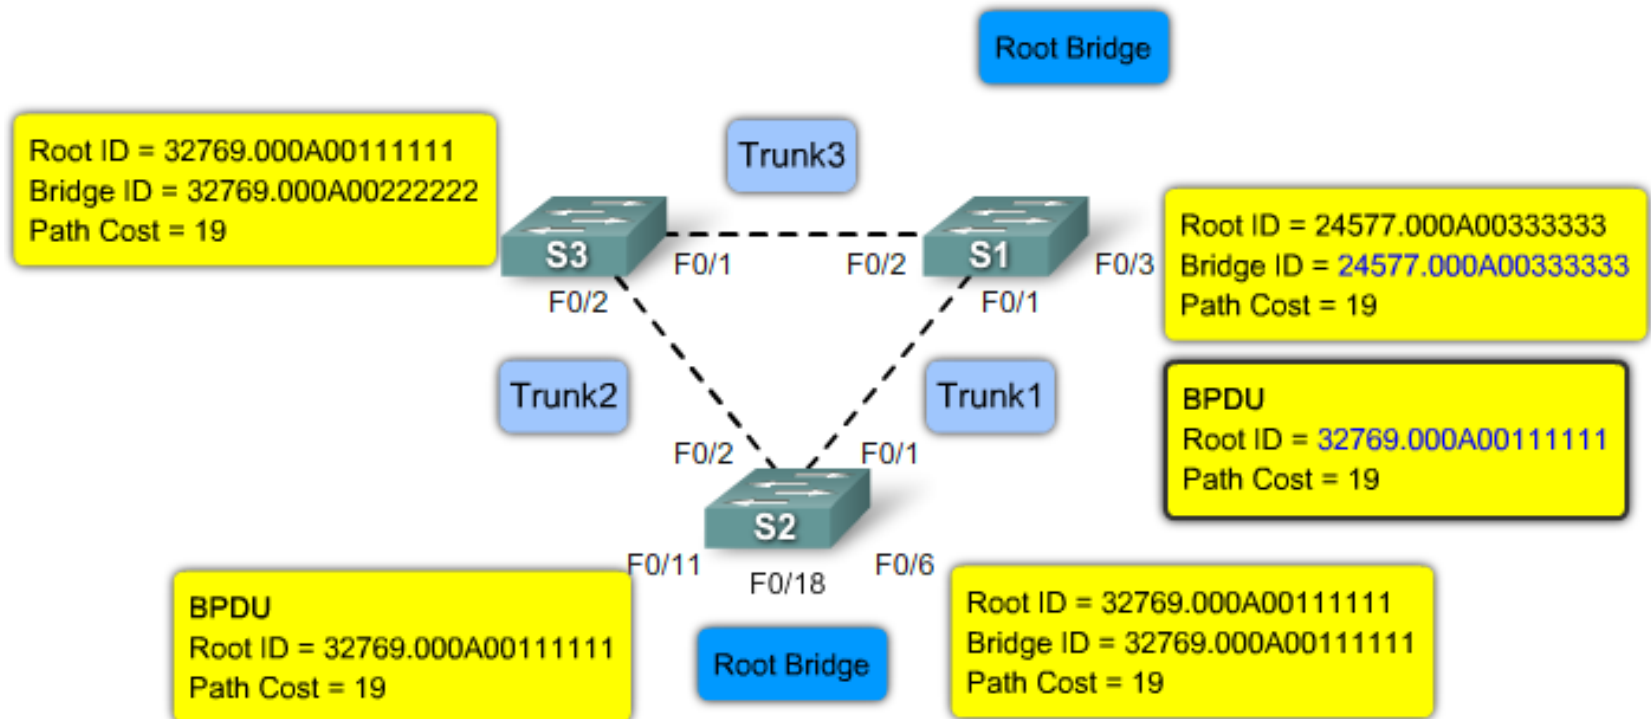 Root Bridge
Root ID = 32769.000A00111111
Bridge ID = 32769.000A00222222
Path Cost = 19
Trunk3
S3
F0/1
F0/2
S1
F0/3
F0/2
F0/1
Root ID = 24577.000A00333333
Bridge ID = 24577.000A00333333
Path Cost = 19
Trunk2
Trunk1
BPDU
Root ID = 32769.000A00111111
Path Cost = 19
F0/2
F0/1
S2
F0/11
F0/18
F0/6
BPDU
Root ID = 32769.000A00111111
Path Cost = 19
Root Bridge
Root ID = 32769.000A00111111
Bridge ID = 32769.000A00111111
Path Cost = 19